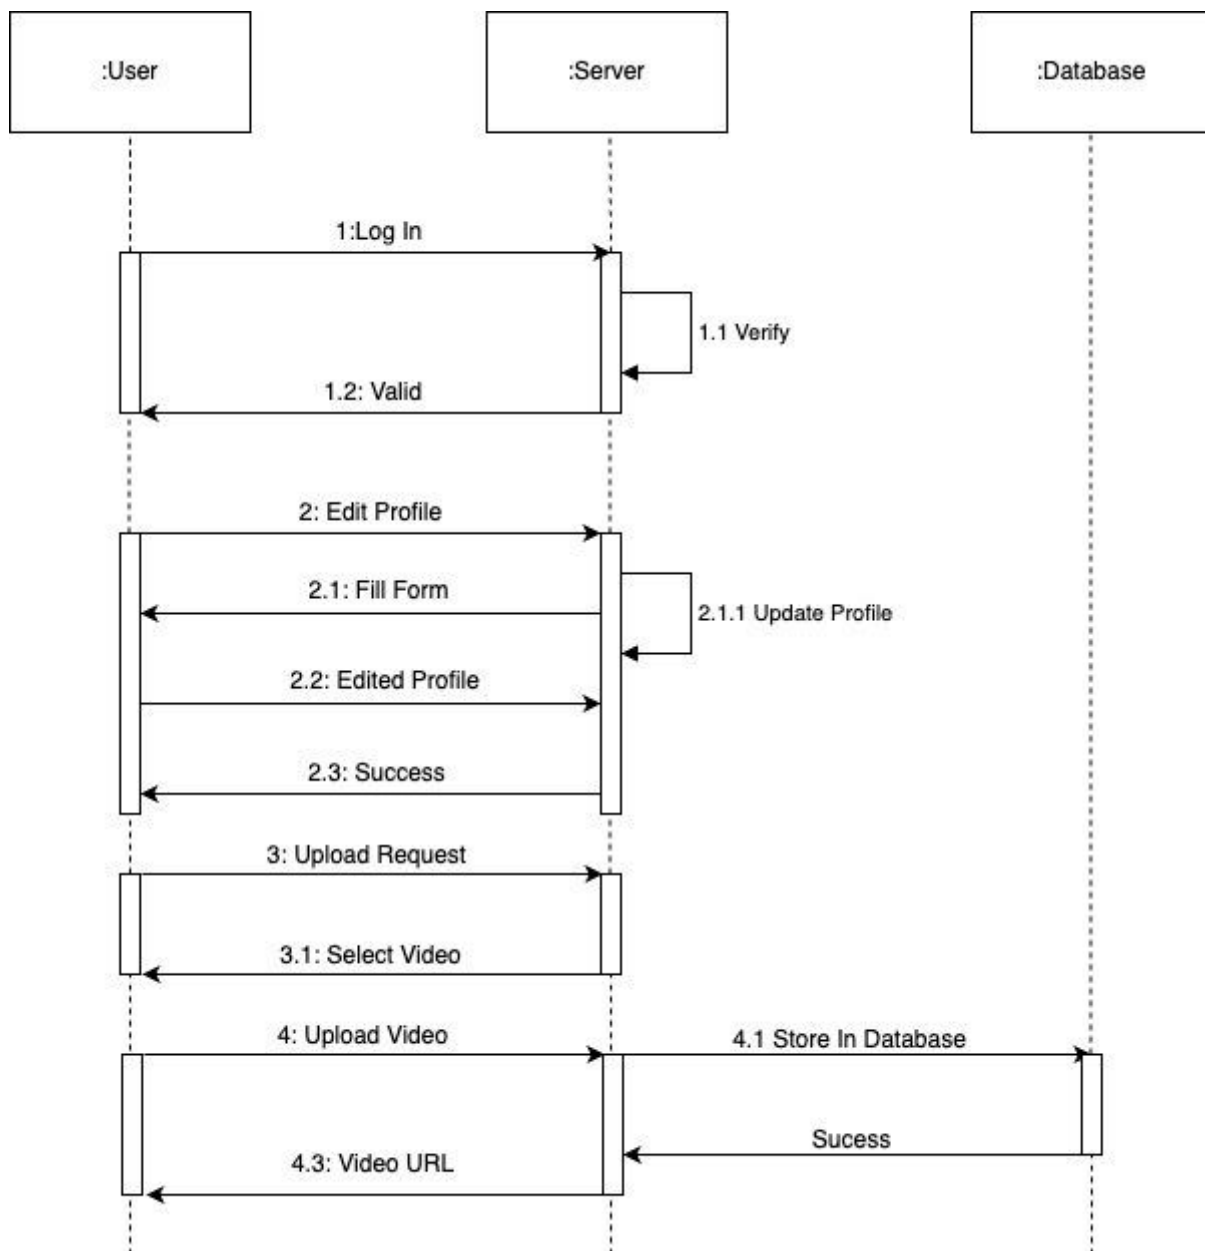 :User
:Server
:Database
1:Log In
1.1 Verify
1.2: Valid
2: Edit Profile
2.1: Fill Form
2.1.1 Update Profile
2.2: Edited Profile
2.3: Success
3: Upload Request
3.1: Select Video
4: Upload Video
4.1 Store In Database
Sucess
4.3: Video URL